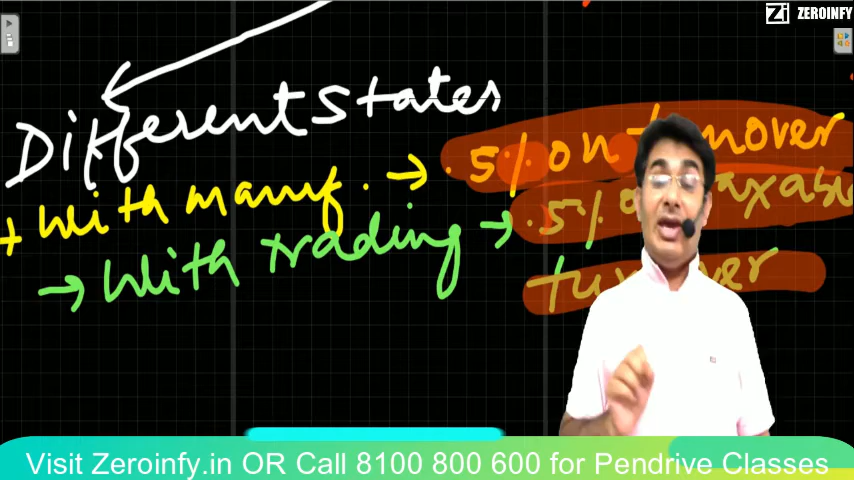 Zi ZEROINFY
Different States
+ With manuf. → .5% on turnover
→ With trading → .5%
turnover
Visit Zeroinfy.in OR Call 8100 800 600 for Pendrive Classes